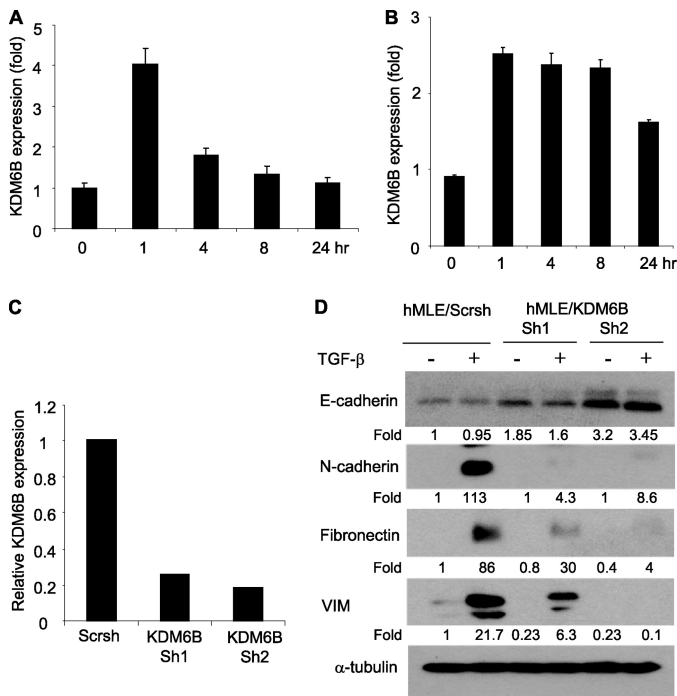 A
KDM6B expression (fold)
5
4
3
2
1
0
0 1 4 8 24 hr
B
KDM6B expression (fold)
3
2
1
0
0 1 4 8 24 hr
C
Relative KDM6B expression
1.2
1
0.8
0.6
0.4
0.2
0
Scrsh KDM6B Sh1 KDM6B Sh2
D
hMLE/Scrsh hMLE/KDM6B
Sh1 Sh2
TGF-β - + - + - +
E-cadherin
Fold 1 0.95 1.85 1.6 3.2 3.45
N-cadherin
Fold 1 113 1 4.3 1 8.6
Fibronectin
Fold 1 86 0.8 30 0.4 4
VIM
Fold 1 21.7 0.23 6.3 0.23 0.1
α-tubulin